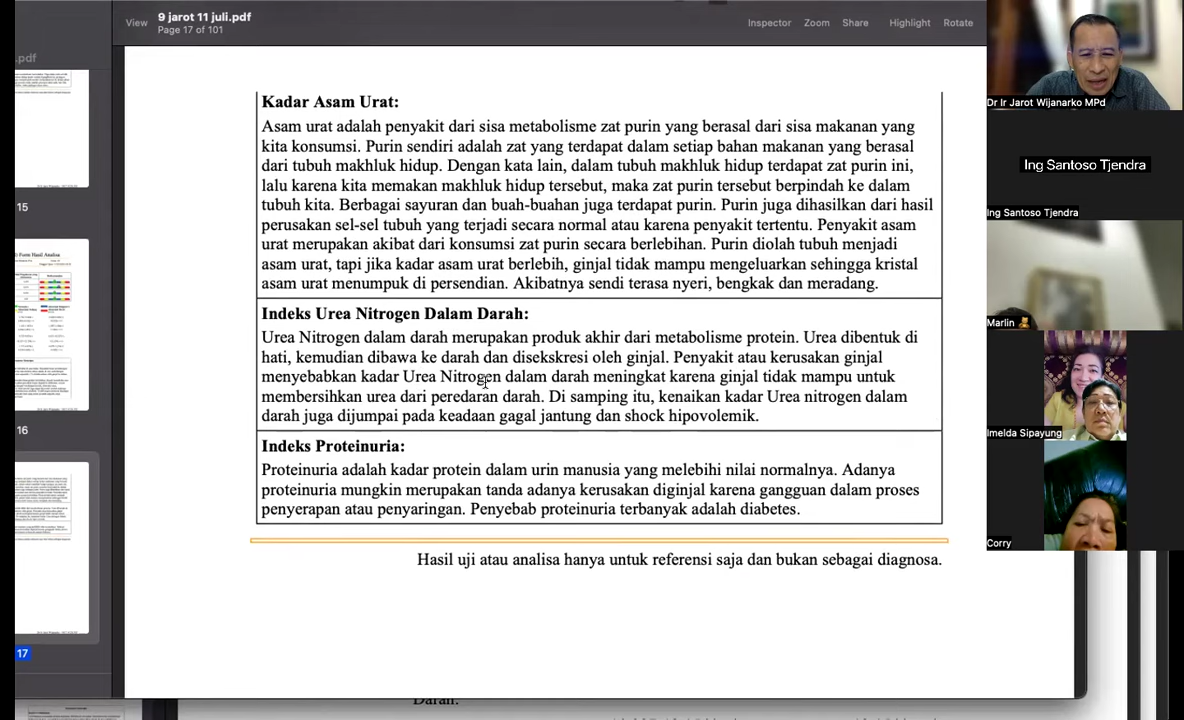 .pdf
15
16
17
View
9 jarot 11 juli.pdf
Page 17 of 101
Inspector
Zoom
Share
Highlight
Rotate
Kadar Asam Urat:
Asam urat adalah penyakit dari sisa metabolisme zat purin yang berasal dari sisa makanan yang
kita konsumsi. Purin sendiri adalah zat yang terdapat dalam setiap bahan makanan yang berasal
dari tubuh makhluk hidup. Dengan kata lain, dalam tubuh makhluk hidup terdapat zat purin ini,
lalu karena kita memakan makhluk hidup tersebut, maka zat purin tersebut berpindah ke dalam
tubuh kita. Berbagai sayuran dan buah-buahan juga terdapat purin. Purin juga dihasilkan dari hasil
perusakan sel-sel tubuh yang terjadi secara normal atau karena penyakit tertentu. Penyakit asam
urat merupakan akibat dari konsumsi zat purin secara berlebihan. Purin diolah tubuh menjadi
asam urat, tapi jika kadar asam urat berlebih, ginjal tidak mampu mengeluarkan sehingga kristal
asam urat menumpuk di persendian. Akibatnya sendi terasa nyeri, bengkak dan meradang.
Indeks Urea Nitrogen Dalam Darah:
Urea Nitrogen dalam darah merupakan produk akhir dari metabolisme protein. Urea dibentuk di
hati, kemudian dibawa ke darah dan disekskresi oleh ginjal. Penyakit atau kerusakan ginjal
menyebabkan kadar Urea Nitrogen dalam darah meningkat karena ginjal tidak mampu untuk
membersihkan urea dari peredaran darah. Di samping itu, kenaikan kadar Urea nitrogen dalam
darah juga dijumpai pada keadaan gagal jantung dan shock hipovolemik.
Indeks Proteinuria:
Proteinuria adalah kadar protein dalam urin manusia yang melebihi nilai normalnya. Adanya
proteinuria mungkin merupakan tanda adanya kerusakan diginjal karena gangguan dalam proses
penyerapan atau penyaringan. Penyebab proteinuria terbanyak adalah diabetes.
Hasil uji atau analisa hanya untuk referensi saja dan bukan sebagai diagnosa.
Darah:
Dr Ir Jarot Wijanarko MPd
Ing Santoso Tjendra
Ing Santoso Tjendra
Marlin
Imelda Sipayung
Corry